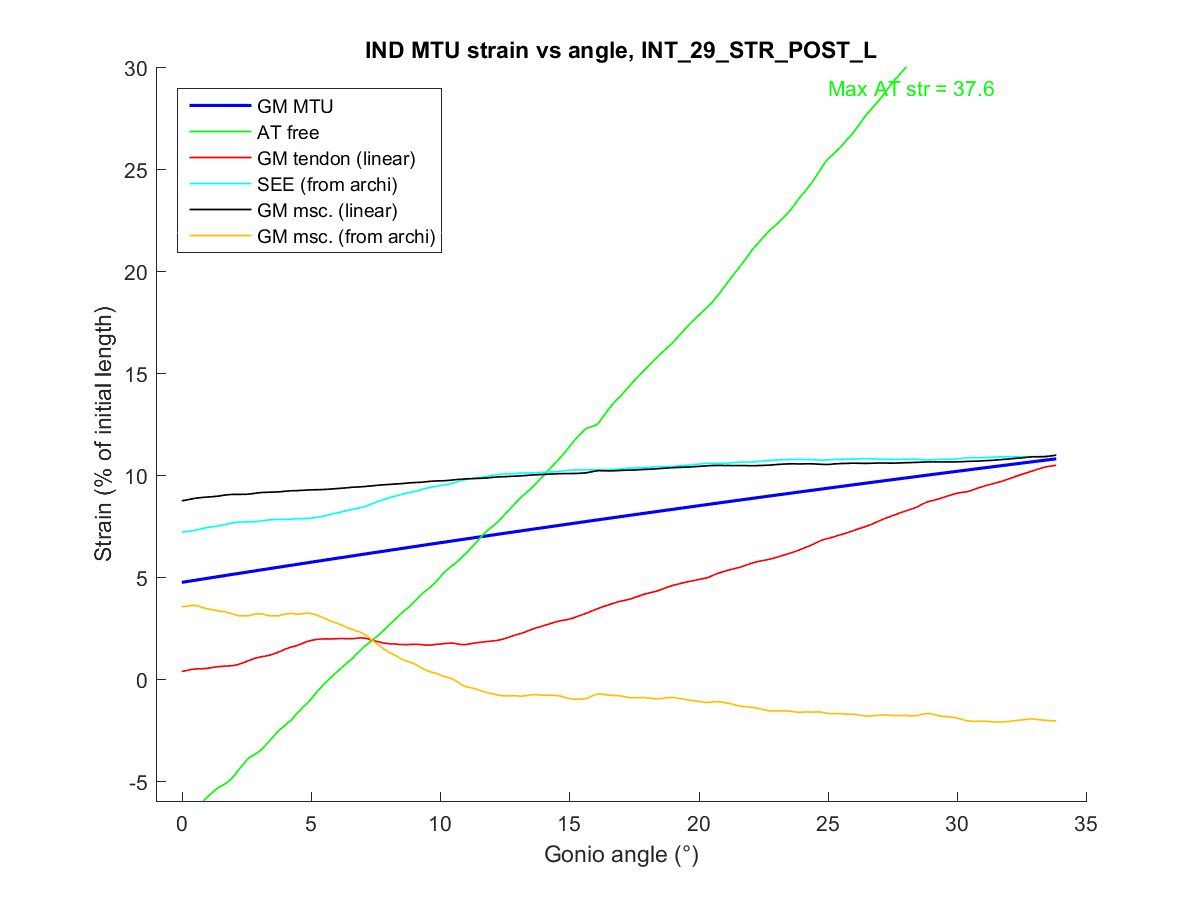 IND MTU strain vs angle, INT_29_STR_POST_L
Max AT str = 37.6
GM MTU
AT free
GM tendon (linear)
SEE (from archi)
GM msc. (linear)
GM msc. (from archi)
Strain (% of initial length)
30
25
20
15
10
5
0
-5
0 5 10 15 20 25 30 35
Gonio angle (°)